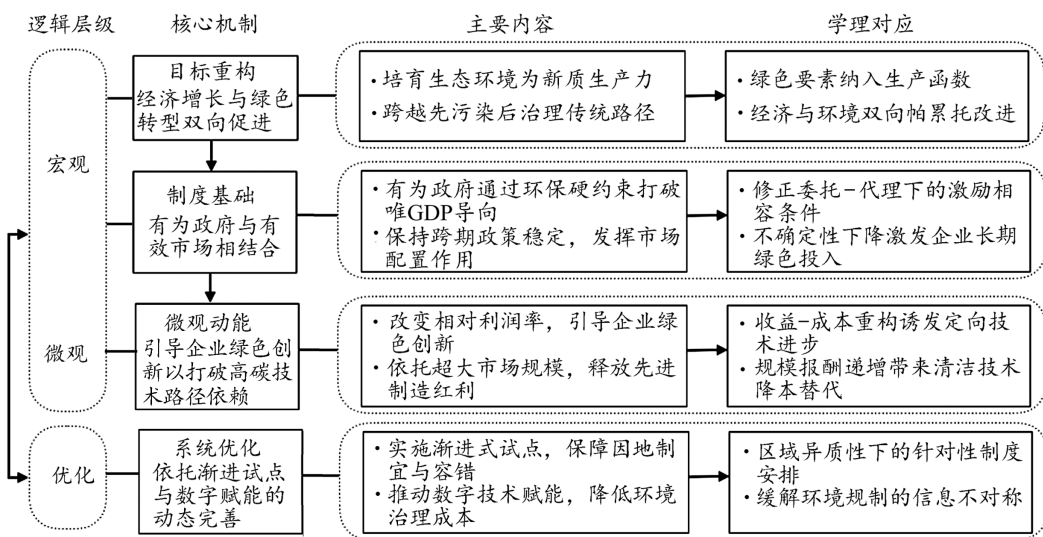 逻辑层级 核心机制 主要内容 学理对应
宏观
微观
优化
目标重构
经济增长与绿色
转型双向促进
• 培育生态环境为新质生产力
• 跨越先污染后治理传统路径
• 绿色要素纳入生产函数
• 经济与环境双向帕累托改进
制度基础
有为政府与有
效市场相结合
• 有为政府通过环保硬约束打破
唯GDP导向
• 保持跨期政策稳定，发挥市场
配置作用
• 修正委托-代理下的激励相
容条件
• 不确定性下降激发企业长期
绿色投入
微观动能
引导企业绿色创
新以打破高碳技
术路径依赖
• 改变相对利润率，引导企业绿
色创新
• 依托超大市场规模，释放先进
制造红利
• 收益-成本重构诱发定向技
术进步
• 规模报酬递增带来清洁技术
降本替代
系统优化
依托渐进试点
与数字赋能的
动态完善
• 实施渐进式试点，保障因地制
宜与容错
• 推动数字技术赋能，降低环境
治理成本
• 区域异质性下的针对性制度
安排
• 缓解环境规制的信息不对称